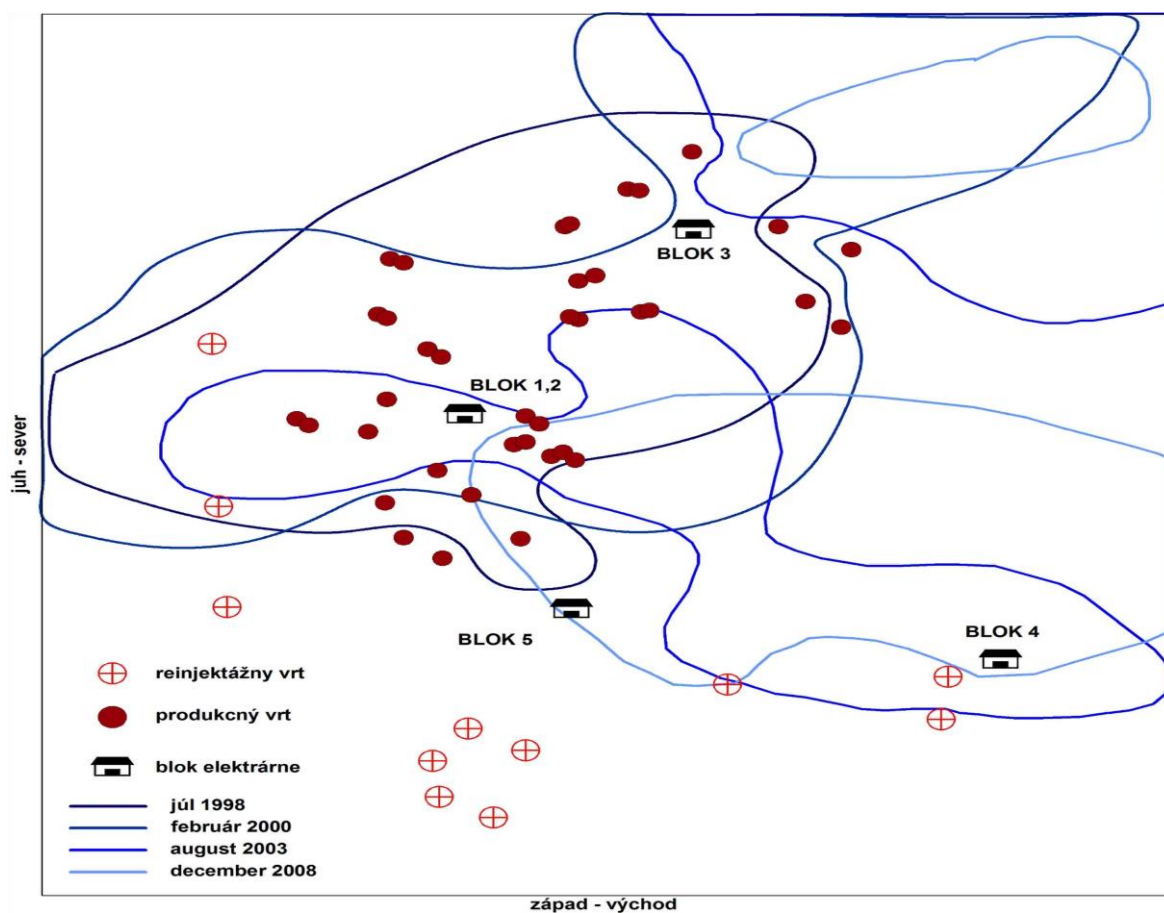 BLOK 3
BLOK 1,2
juh - sever
BLOK 5
BLOK 4
reinjektážny vrt
produkcný vrt
blok elektrárne
júl 1998
február 2000
august 2003
december 2008
západ - východ